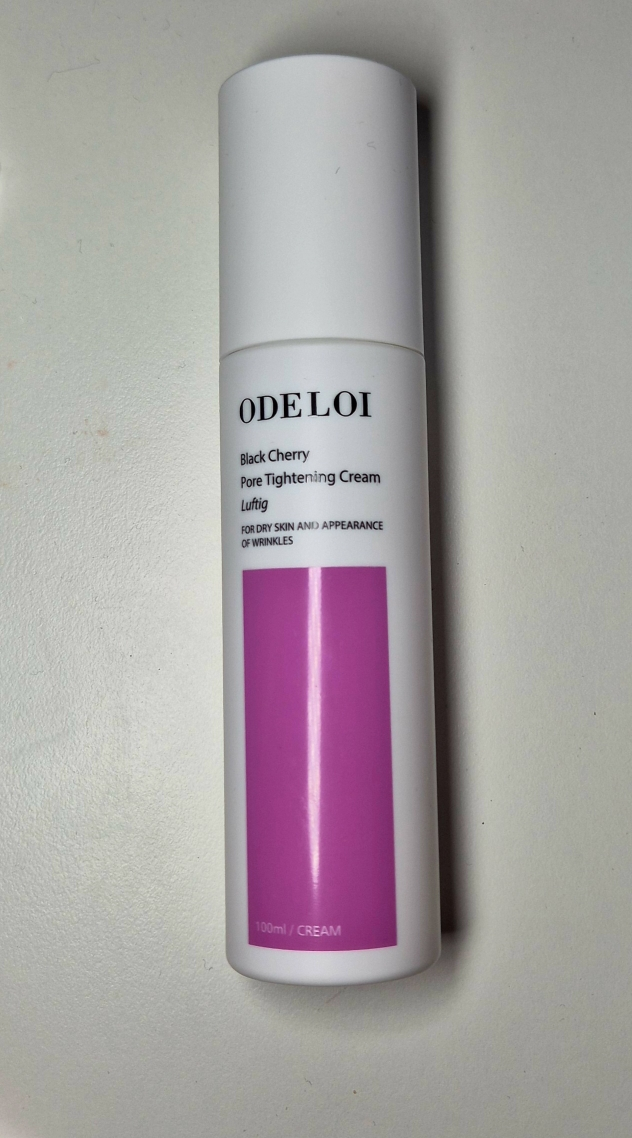 ODELOI
Black Cherry
Pore Tightening Cream
Luftig
FOR DRY SKIN AND APPEARANCE
OF WRINKLES
100ml / CREAM